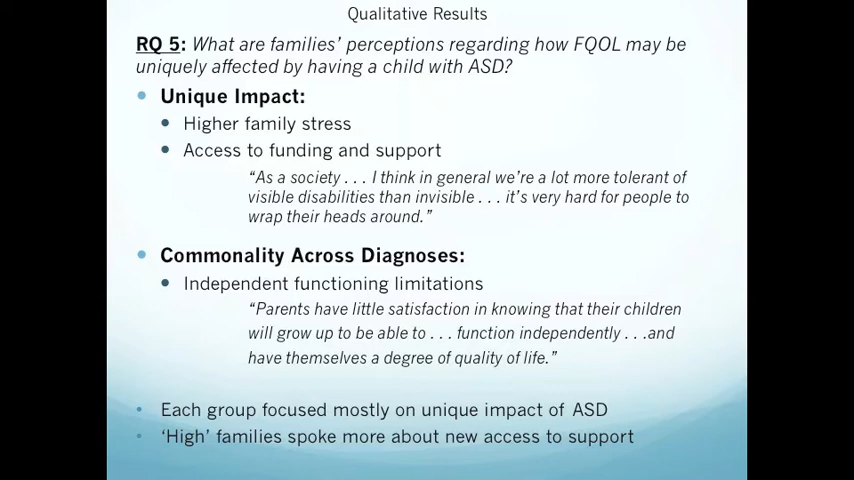 Qualitative Results
RQ 5: What are families' perceptions regarding how FQOL may be
uniquely affected by having a child with ASD?
• Unique Impact:
• Higher family stress
• Access to funding and support
“As a society . . . I think in general we’re a lot more tolerant of
visible disabilities than invisible . . . it’s very hard for people to
wrap their heads around.”
• Commonality Across Diagnoses:
• Independent functioning limitations
“Parents have little satisfaction in knowing that their children
will grow up to be able to . . . function independently . . .and
have themselves a degree of quality of life.”
• Each group focused mostly on unique impact of ASD
• ‘High’ families spoke more about new access to support